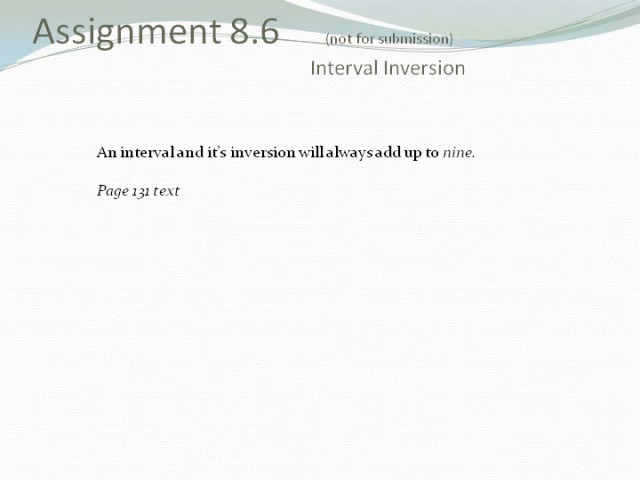 Assignment 8.6 (not for submission)
Interval Inversion
An interval and it's inversion will always add up to nine.
Page 131 text